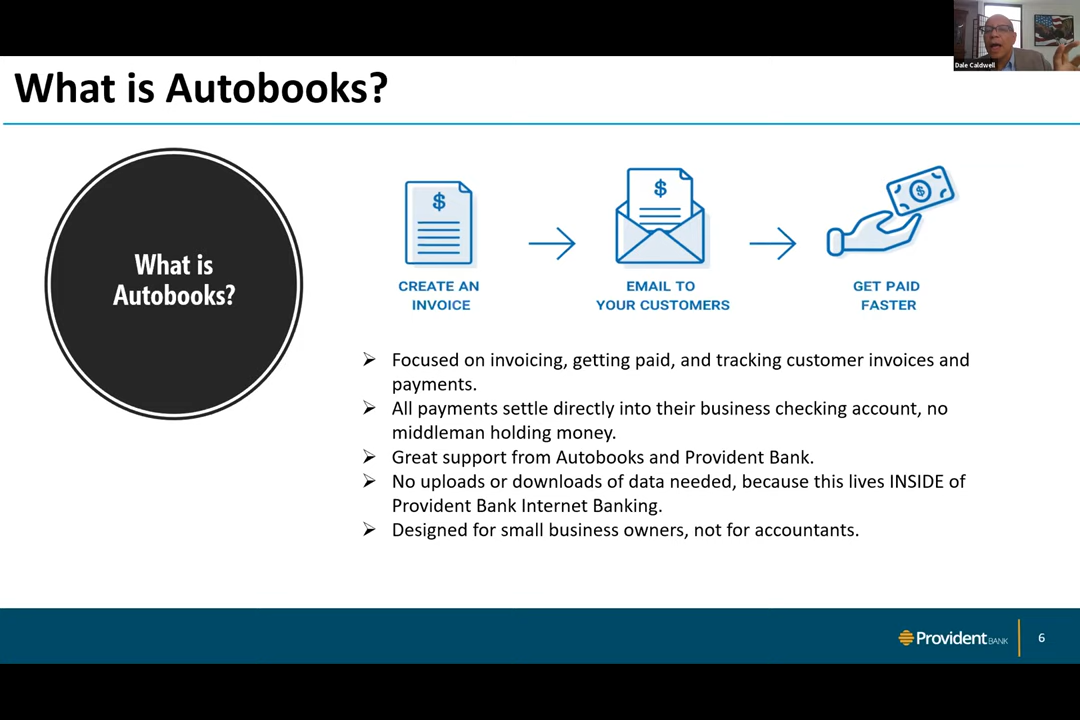 Dale Caldwell
What is Autobooks?
What is
Autobooks?
$
$
$
CREATE AN
INVOICE
EMAIL TO
YOUR CUSTOMERS
GET PAID
FASTER
➢ Focused on invoicing, getting paid, and tracking customer invoices and
payments.
➢ All payments settle directly into their business checking account, no
middleman holding money.
➢ Great support from Autobooks and Provident Bank.
➢ No uploads or downloads of data needed, because this lives INSIDE of
Provident Bank Internet Banking.
➢ Designed for small business owners, not for accountants.
Provident BANK
6